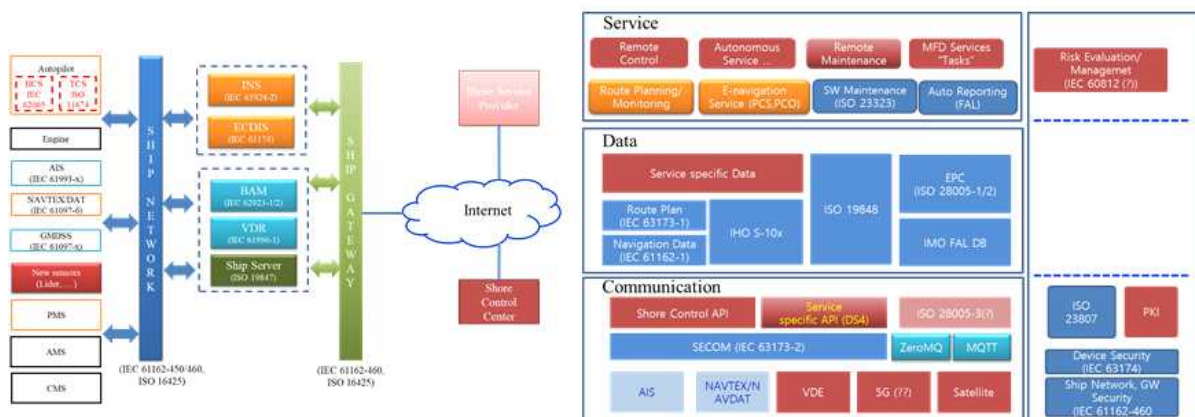 Autopilot
HCS
IEC
62065
TCS
ISO
11674
Engine
AIS
(IEC 61993-x)
NAVTEX/DAT
(IEC 61097-6)
GMDSS
(IEC 61097-x)
New sensors
(Lider, ...)
PMS
AMS
CMS
SHIP NETWORK
(IEC 61162-450/460,
ISO 16425)
INS
(IEC 61924-2)
ECDIS
(IEC 61174)
BAM
(IEC 62923-1/2)
VDR
(IEC 61996-1)
Ship Server
(ISO 19847)
SHIP GATEWAY
(IEC 61162-460,
ISO 16425)
Shore Service
Provider
Internet
Shore
Control
Center
Service
Remote
Control
Autonomous
Service ...
Remote
Maintenance
MFD Services
"Tasks"
Route Planning/
Monitoring
E-navigation
Service (PCS,PCO)
SW Maintenance
(ISO 23323)
Auto Reporting
(FAL)
Data
Service specific Data
Route Plan
(IEC 63173-1)
Navigation Data
(IEC 61162-1)
IHO S-10x
ISO 19848
EPC
(ISO 28005-1/2)
IMO FAL DB
Communication
Shore Control API
Service
specific API (DS4)
ISO 28005-3(?)
SECOM (IEC 63173-2)
ZeroMQ
MQTT
AIS
NAVTEX/N
AVDAT
VDE
5G (??)
Satellite
Risk Evaluation/
Managemet
(IEC 60812 (?))
ISO
23807
PKI
Device Security
(IEC 63174)
Ship Network, GW
Security
(IEC 61162-460